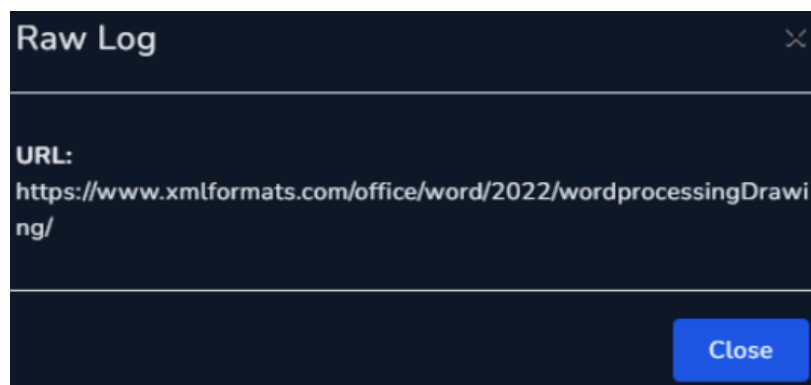 Raw Log
URL:
https://www.xmlformats.com/office/word/2022/wordprocessingDrawi
ng/
Close